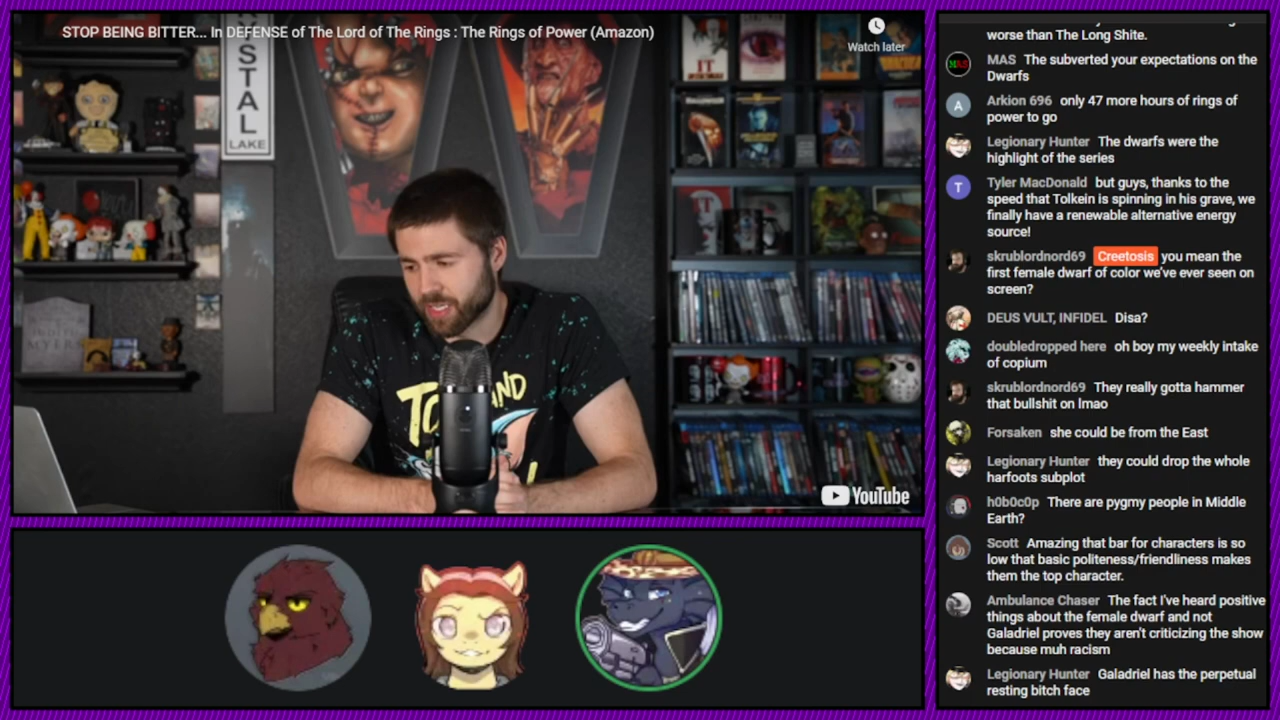 STOP BEING BITTER... In DEFENSE of The Lord of The Rings : The Rings of Power (Amazon)
Watch later
STAL
LAKE
IT
IT
MYERS
AND
YouTube
worse than The Long Shite.
MAS The subverted your expectations on the
Dwarfs
A
Arkion 696 only 47 more hours of rings of
power to go
Legionary Hunter The dwarfs were the
highlight of the series
T
Tyler MacDonald but guys, thanks to the
speed that Tolkein is spinning in his grave, we
finally have a renewable alternative energy
source!
skrublordnord69 Creetosis you mean the
first female dwarf of color we've ever seen on
screen?
DEUS VULT, INFIDEL Disa?
doubledropped here oh boy my weekly intake
of copium
skrublordnord69 They really gotta hammer
that bullshit on lmao
Forsaken she could be from the East
Legionary Hunter they could drop the whole
harfoots subplot
h0b0c0p There are pygmy people in Middle
Earth?
Scott Amazing that bar for characters is so
low that basic politeness/friendliness makes
them the top character.
Ambulance Chaser The fact I've heard positive
things about the female dwarf and not
Galadriel proves they aren't criticizing the show
because muh racism
Legionary Hunter Galadriel has the perpetual
resting bitch face